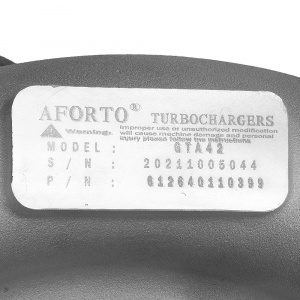 AFORTO® TURBOCHARGERS
Warning.
Improper use or unauthorized modification
will cause machine damage and personal
injury please follow the instructions
MODEL : GTA42
S/N : 20211005044
P/N : 612640110399